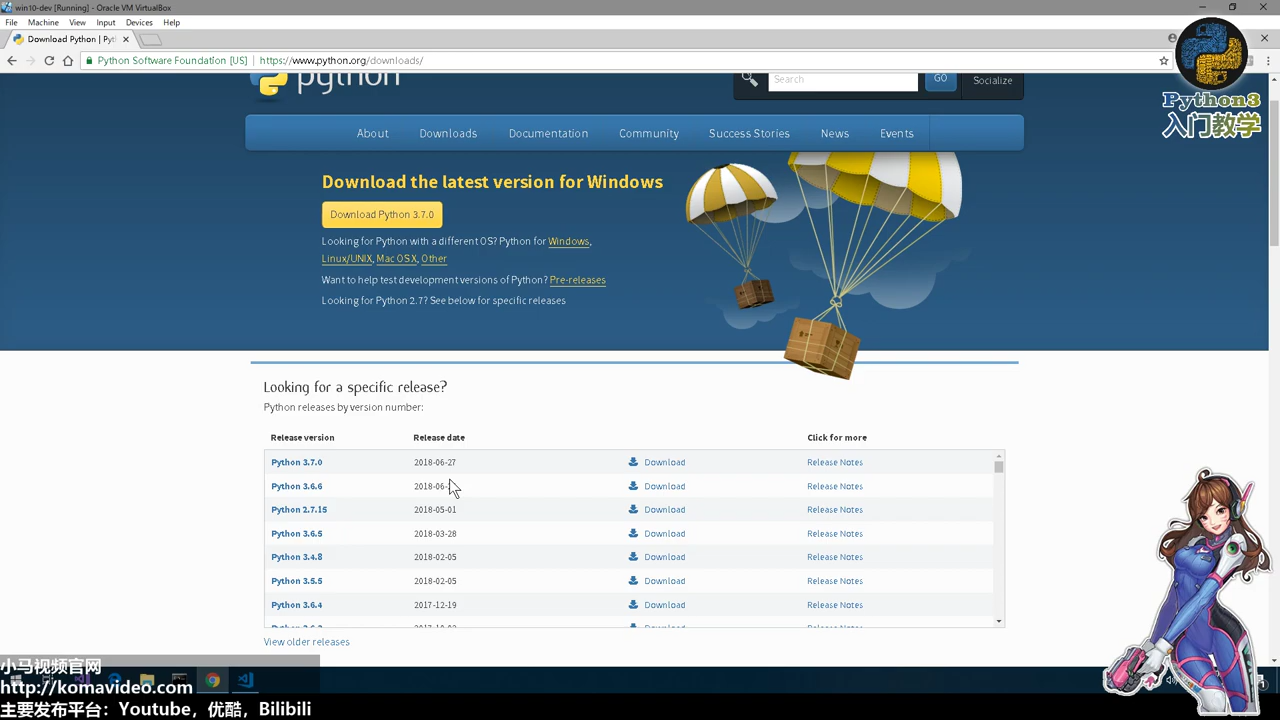 win10-dev [Running] - Oracle VM VirtualBox
File Machine View Input Devices Help
Download Python | Pyt
Python Software Foundation [US] https://www.python.org/downloads/
python
Search GO Socialize
Python3
入门教学
About Downloads Documentation Community Success Stories News Events
Download the latest version for Windows
Download Python 3.7.0
Looking for Python with a different OS? Python for Windows,
Linux/UNIX, Mac OS X, Other
Want to help test development versions of Python? Pre-releases
Looking for Python 2.7? See below for specific releases
Looking for a specific release?
Python releases by version number:
Release version Release date Click for more
Python 3.7.0 2018-06-27 Download Release Notes
Python 3.6.6 2018-06- Download Release Notes
Python 2.7.15 2018-05-01 Download Release Notes
Python 3.6.5 2018-03-28 Download Release Notes
Python 3.4.8 2018-02-05 Download Release Notes
Python 3.5.5 2018-02-05 Download Release Notes
Python 3.6.4 2017-12-19 Download Release Notes
View older releases
小马视频官网
http://komavideo.com
主要发布平台：Youtube，优酷，Bilibili